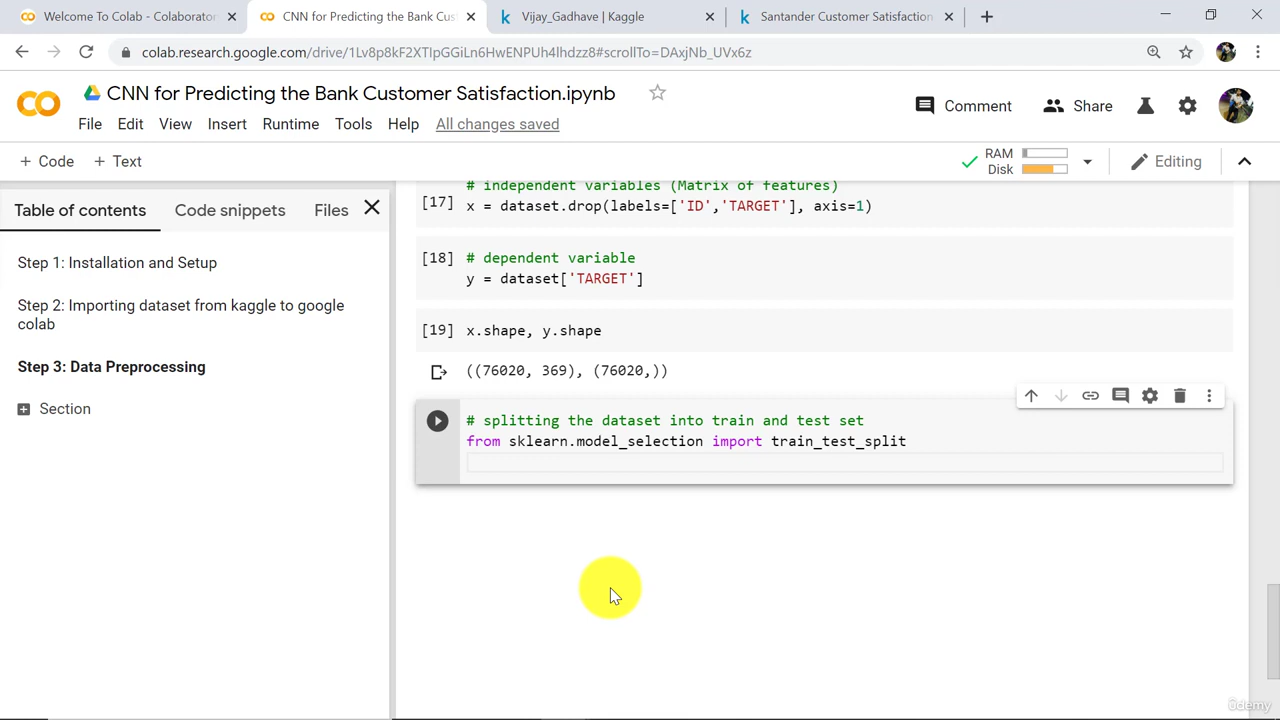 Welcome To Colab - Colaborator
CNN for Predicting the Bank Cus
Vijay_Gadhave | Kaggle
Santander Customer Satisfaction
colab.research.google.com/drive/1Lv8p8kF2XTIpGGiLn6HwENPUh4lhdzz8#scrollTo=DAxjNb_UVx6z
CNN for Predicting the Bank Customer Satisfaction.ipynb
File Edit View Insert Runtime Tools Help All changes saved
Comment
Share
+ Code + Text
RAM
Disk
Editing
Table of contents Code snippets Files
Step 1: Installation and Setup
Step 2: Importing dataset from kaggle to google
colab
Step 3: Data Preprocessing
Section
# independent variables (Matrix of features)
[17] x = dataset.drop(labels=['ID','TARGET'], axis=1)
[18] # dependent variable
y = dataset['TARGET']
[19] x.shape, y.shape
((76020, 369), (76020,))
# splitting the dataset into train and test set
from sklearn.model_selection import train_test_split
ûdemy